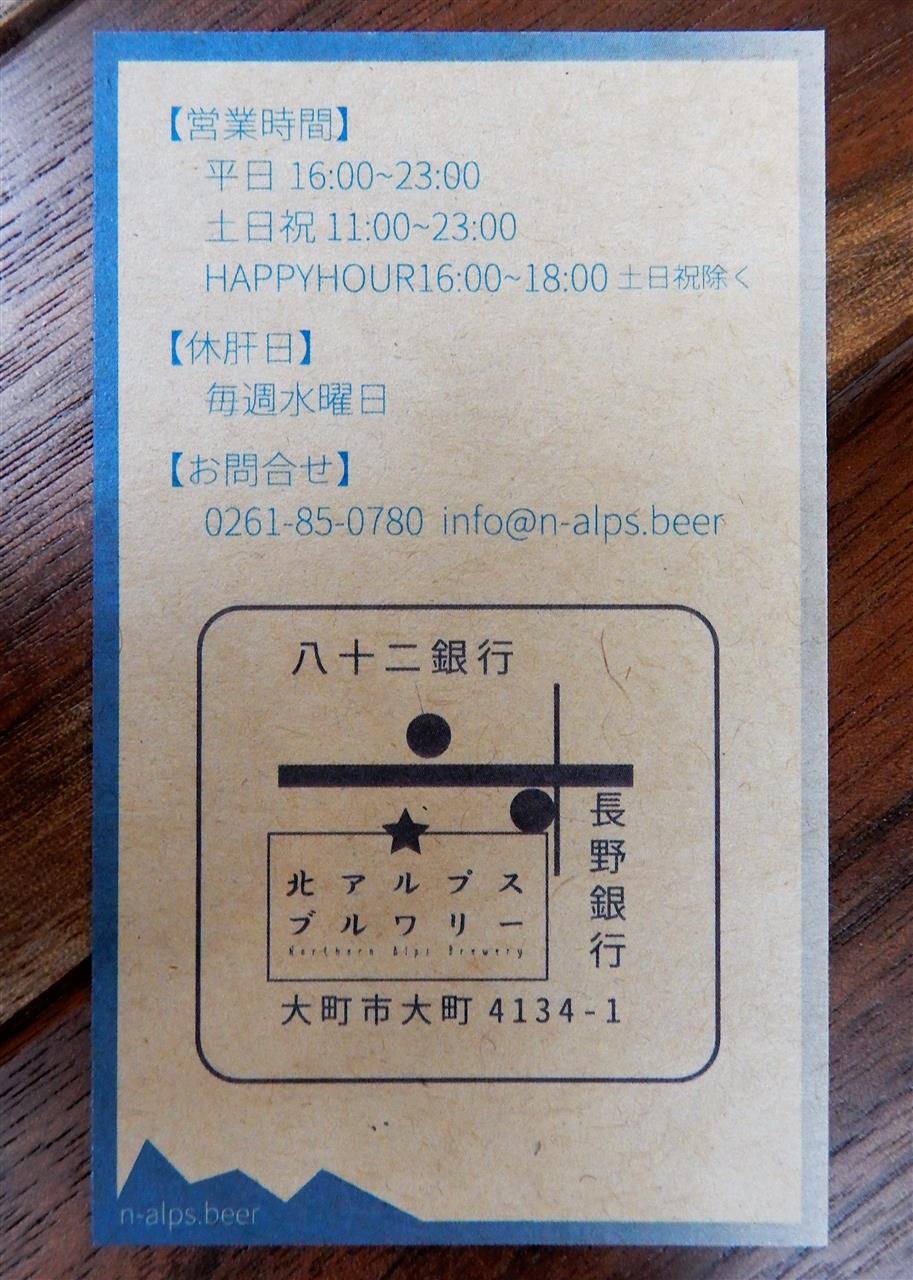 【営業時間】
平日 16:00~23:00
土日祝 11:00~23:00
HAPPYHOUR16:00~18:00 土日祝除く
【休肝日】
毎週水曜日
【お問合せ】
0261-85-0780 info@n-alps.beer
八十二銀行
長野銀行
北アルプス
ブルワリー
Northern Alps Brewery
大町市大町 4134-1
n-alps.beer